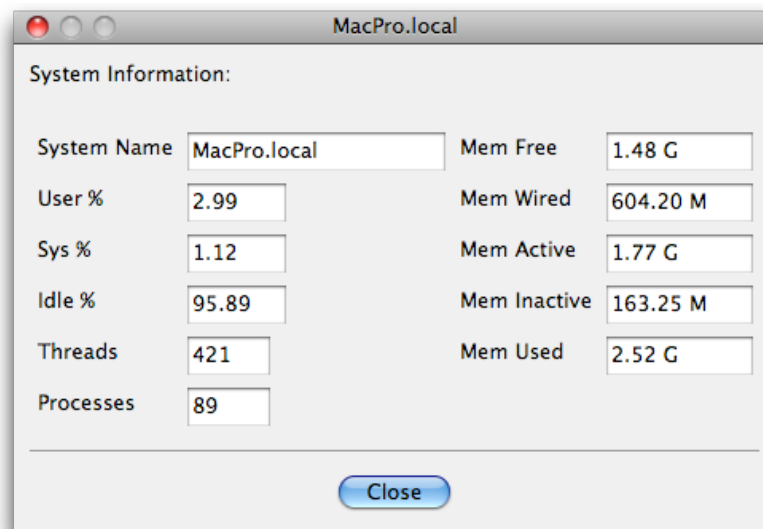 MacPro.local
System Information:
System Name MacPro.local Mem Free 1.48 G
User % 2.99 Mem Wired 604.20 M
Sys % 1.12 Mem Active 1.77 G
Idle % 95.89 Mem Inactive 163.25 M
Threads 421 Mem Used 2.52 G
Processes 89
Close